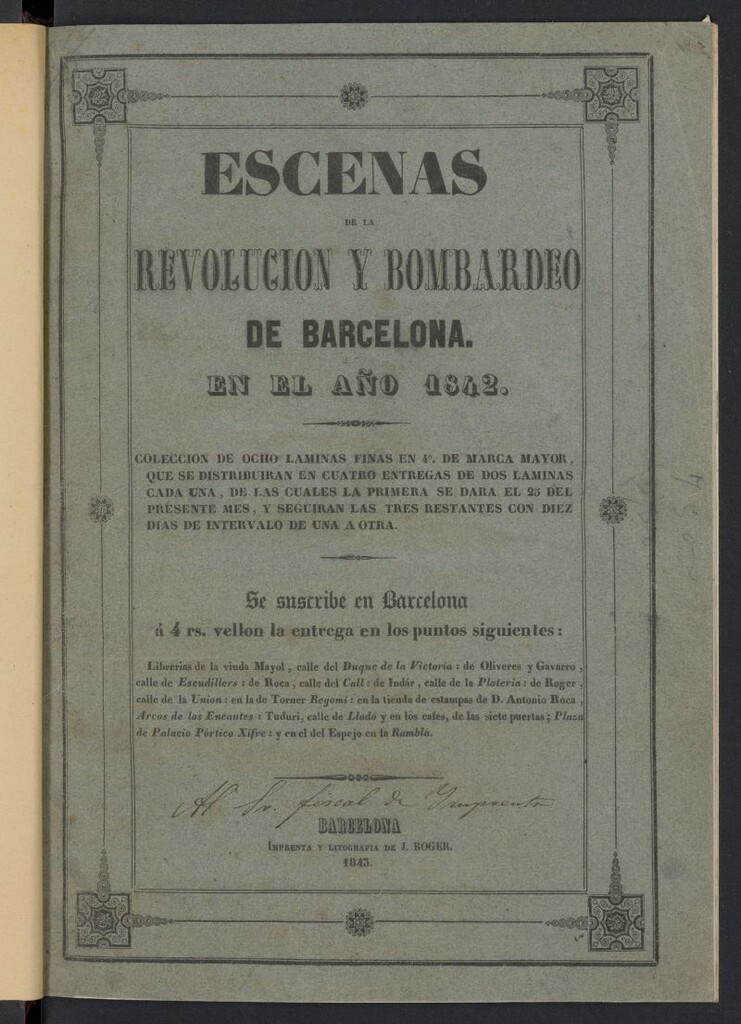 ESCENAS
DE LA
REVOLUCION Y BOMBARDEO
DE BARCELONA.
EN EL AÑO 1842.
COLECCION DE OCHO LAMINAS FINAS EN 4º. DE MARCA MAYOR,
QUE SE DISTRIBUIRAN EN CUATRO ENTREGAS DE DOS LAMINAS
CADA UNA, DE LAS CUALES LA PRIMERA SE DARA EL 25 DEL
PRESENTE MES, Y SEGUIRAN LAS TRES RESTANTES CON DIEZ
DIAS DE INTERVALO DE UNA A OTRA.
Se suscribe en Barcelona
á 4 rs. vellon la entrega en los puntos siguientes:
Librerias de la viuda Mayol, calle del Duque de la Victoria: de Oliveres y Gavarro,
calle de Escudillers: de Roca, calle del Call: de Indár, calle de la Plateria: de Roger,
calle de la Union: en la de Torner Regomí: en la tienda de estampas de D. Antonio Roca,
Arcos de los Encantes: Tuduri, calle de Lladó y en los cafes, de las siete puertas; Plaza
de Palacio Pórtico Xifre: y en el del Espejo en la Rambla.
Al Sr. fiscal de Imprenta
BARCELONA
IMPRENTA Y LITOGRAFIA DE J. ROGER.
1843.